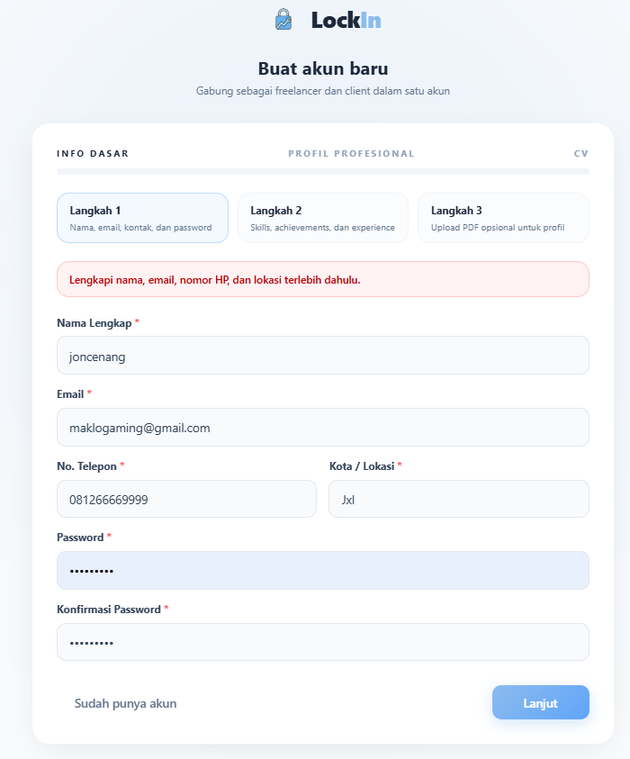 LockIn
Buat akun baru
Gabung sebagai freelancer dan client dalam satu akun
INFO DASAR PROFIL PROFESIONAL CV
Langkah 1
Nama, email, kontak, dan password
Langkah 2
Skills, achievements, dan experience
Langkah 3
Upload PDF opsional untuk profil
Lengkapi nama, email, nomor HP, dan lokasi terlebih dahulu.
Nama Lengkap *
joncenang
Email *
maklogaming@gmail.com
No. Telepon *
081266669999
Kota / Lokasi *
Jxl
Password *
•••••••••
Konfirmasi Password *
•••••••••
Sudah punya akun
Lanjut